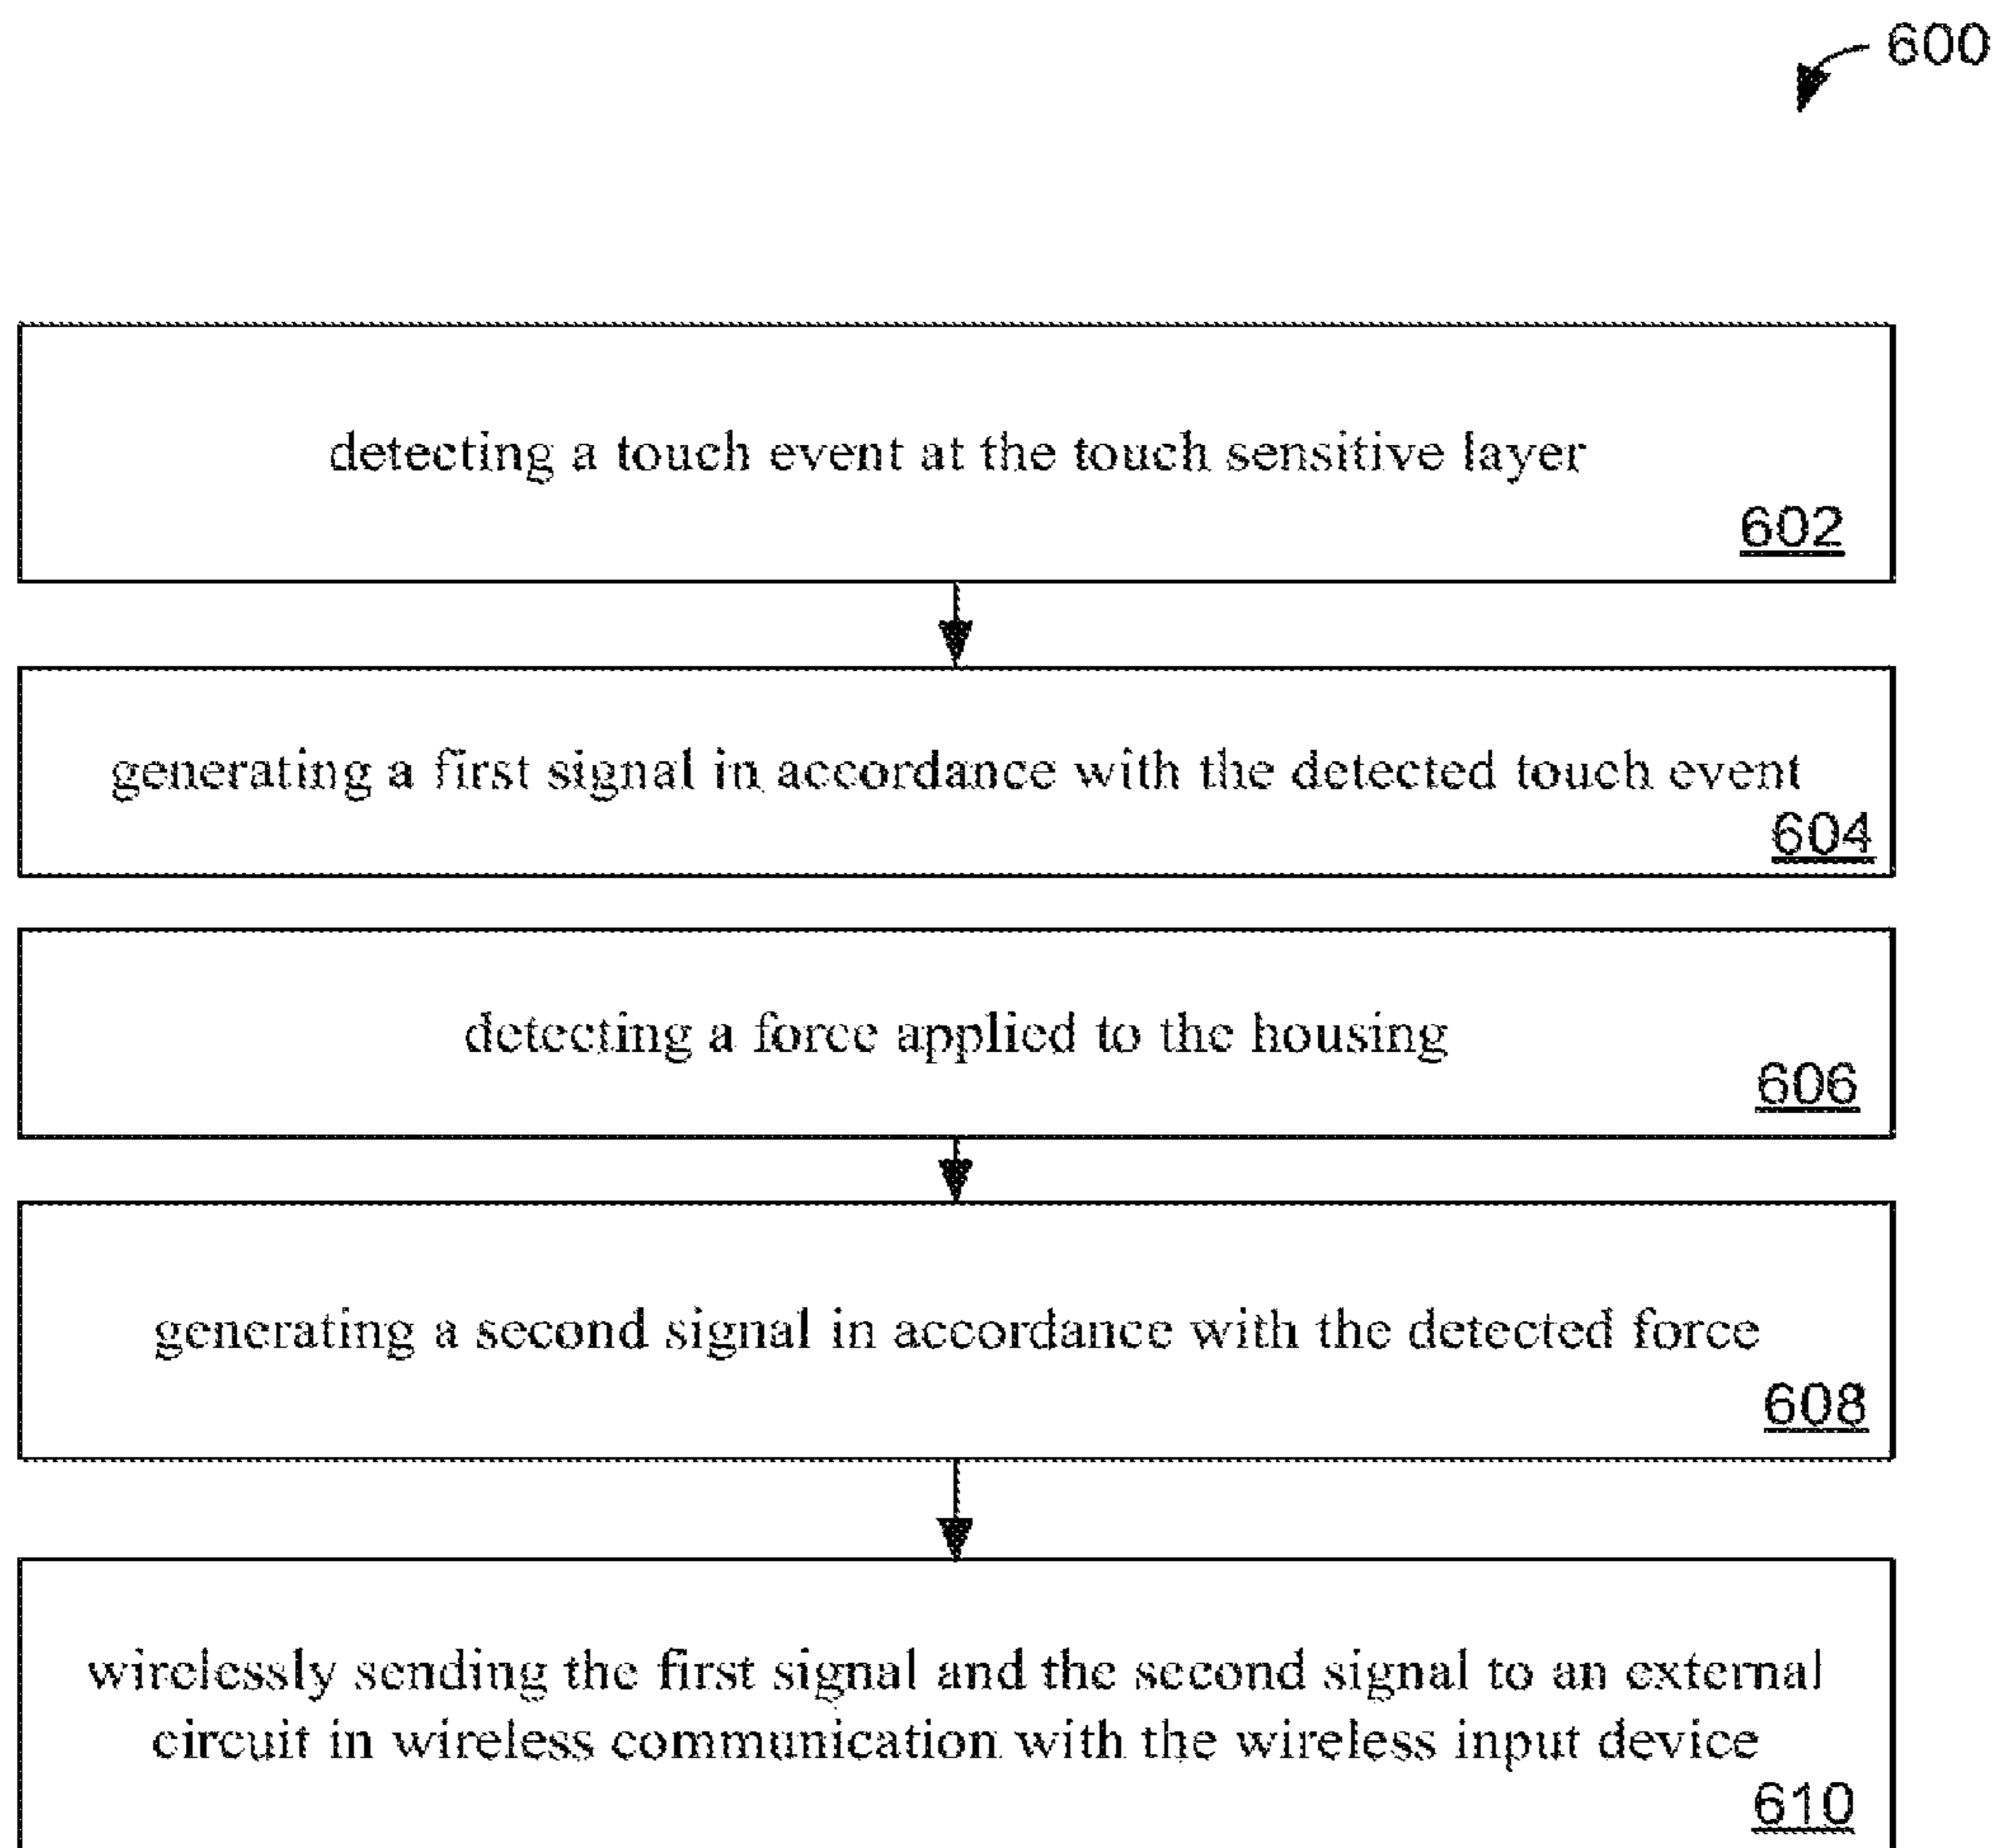 600
detecting a touch event at the touch sensitive layer
602
generating a first signal in accordance with the detected touch event
604
detecting a force applied to the housing
606
generating a second signal in accordance with the detected force
608
wirelessly sending the first signal and the second signal to an external
circuit in wireless communication with the wireless input device
610